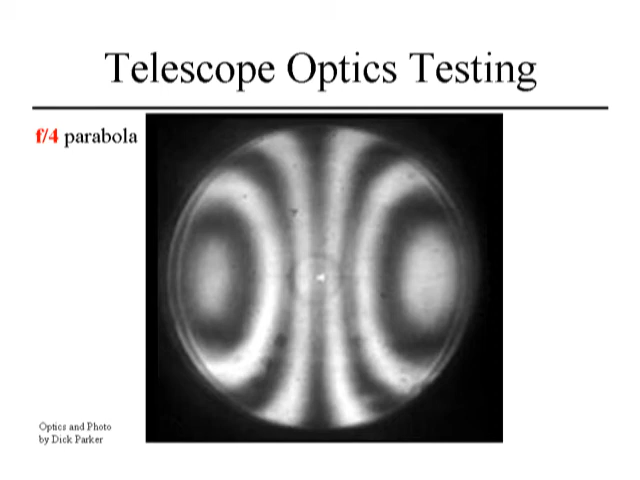 Telescope Optics Testing
f/4 parabola
Optics and Photo
by Dick Parker